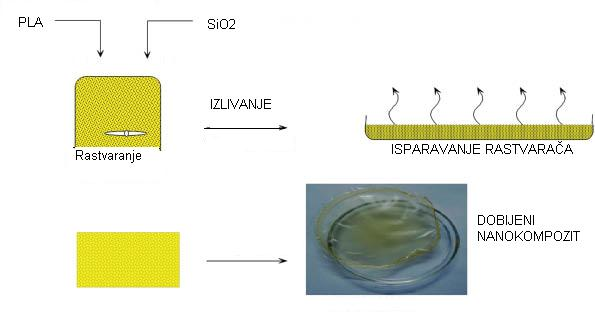 PLA
SiO2
Rastvaranje
IZLIVANJE
ISPARAVANJE RASTVARAČA
DOBIJENI
NANOKOMPOZIT